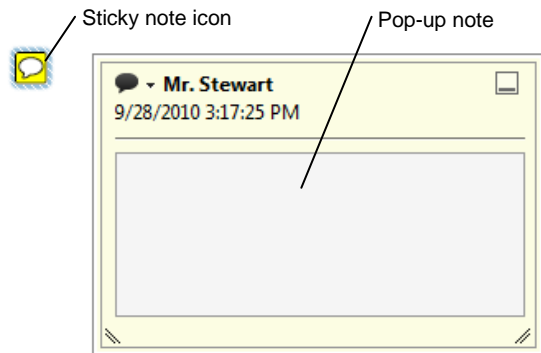 Sticky note icon
Pop-up note
Mr. Stewart
9/28/2010 3:17:25 PM